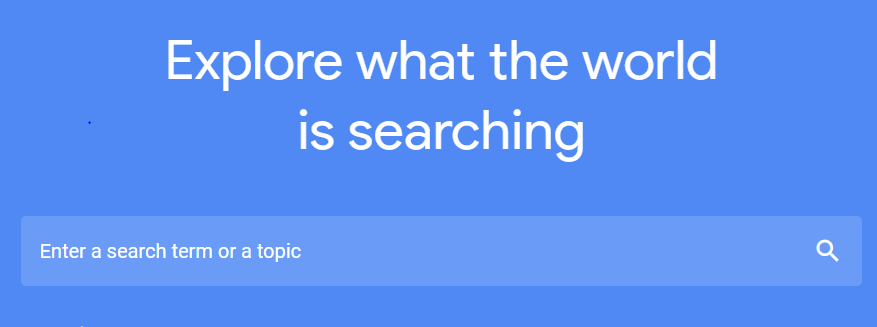 Explore what the world
is searching
Enter a search term or a topic